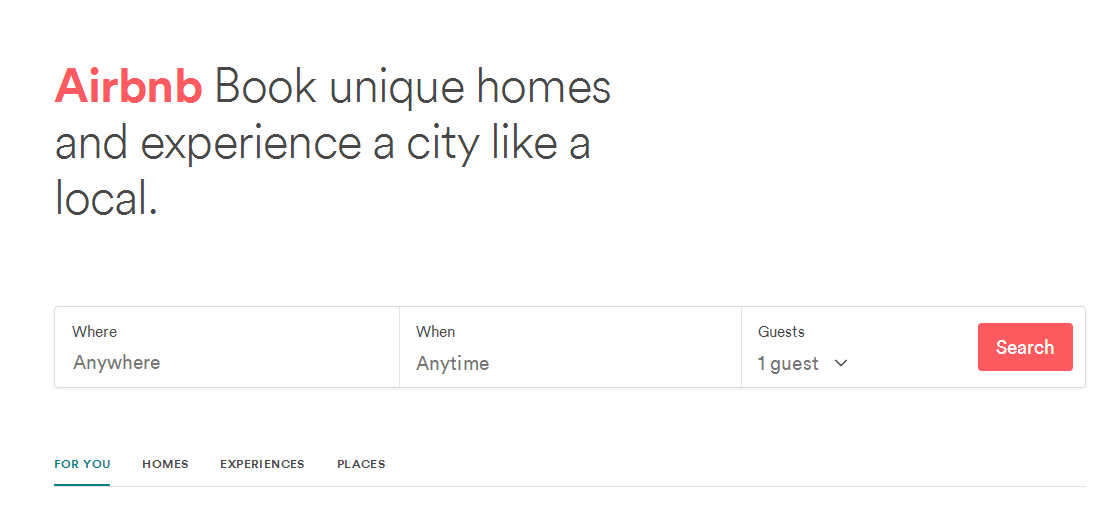 Airbnb Book unique homes
and experience a city like a
local.
Where
Anywhere
When
Anytime
Guests
1 guest
Search
FOR YOU
HOMES
EXPERIENCES
PLACES